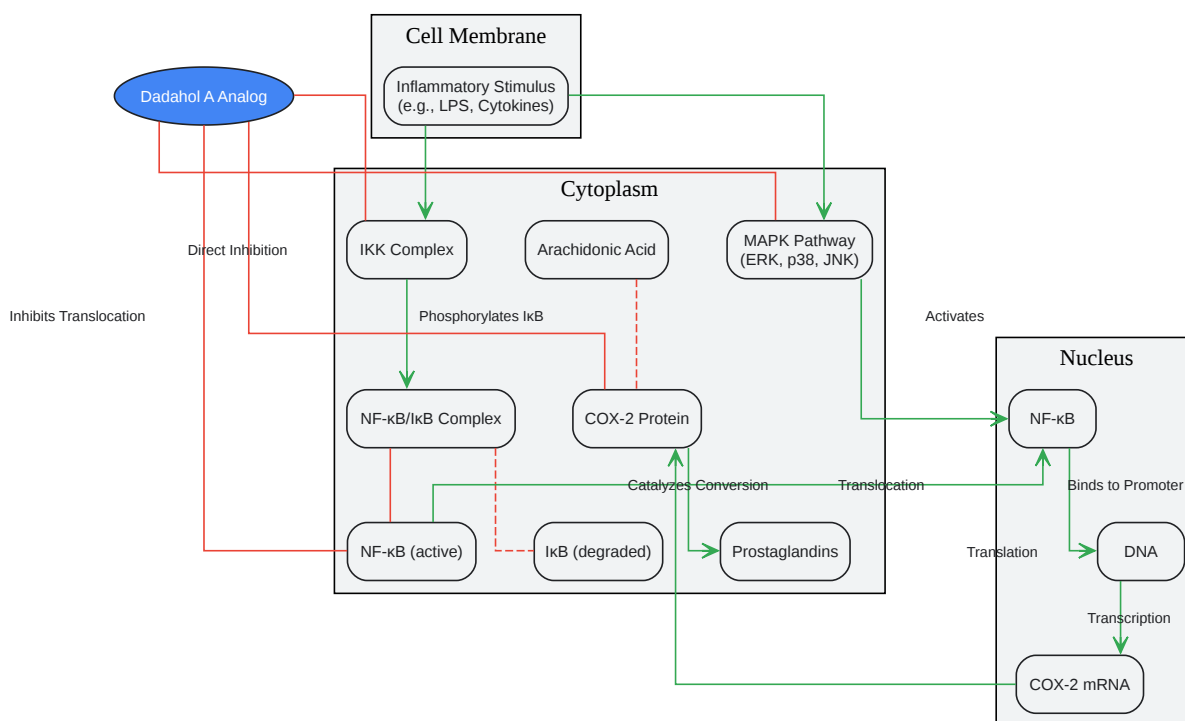 Cell Membrane
Dadahol A Analog
Inflammatory Stimulus
(e.g., LPS, Cytokines)
Cytoplasm
Direct Inhibition
IKK Complex
Arachidonic Acid
MAPK Pathway
(ERK, p38, JNK)
Inhibits Translocation
Phosphorylates IκB
Activates
Nucleus
NF-κB/IκB Complex
COX-2 Protein
NF-κB
Catalyzes Conversion
Translocation
Binds to Promoter
NF-κB (active)
IκB (degraded)
Prostaglandins
Translation
DNA
Transcription
COX-2 mRNA